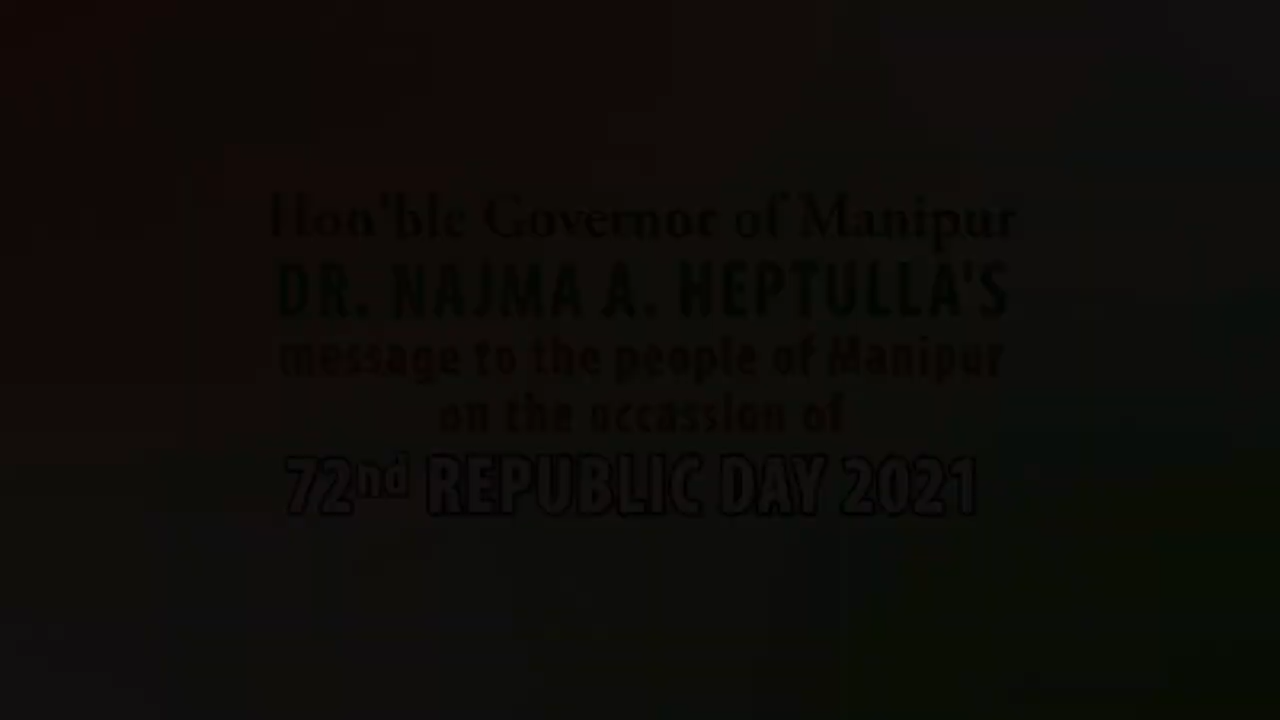 Hon'ble Governor of Manipur
DR. NAJMA A. HEPTULLA'S
message to the people of Manipur
on the occassion of
72nd REPUBLIC DAY 2021